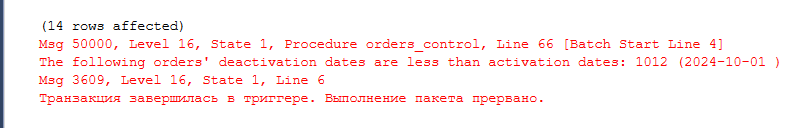 (14 rows affected)
Msg 50000, Level 16, State 1, Procedure orders_control, Line 66 [Batch Start Line 4]
The following orders' deactivation dates are less than activation dates: 1012 (2024-10-01 )
Msg 3609, Level 16, State 1, Line 6
Транзакция завершилась в триггере. Выполнение пакета прервано.